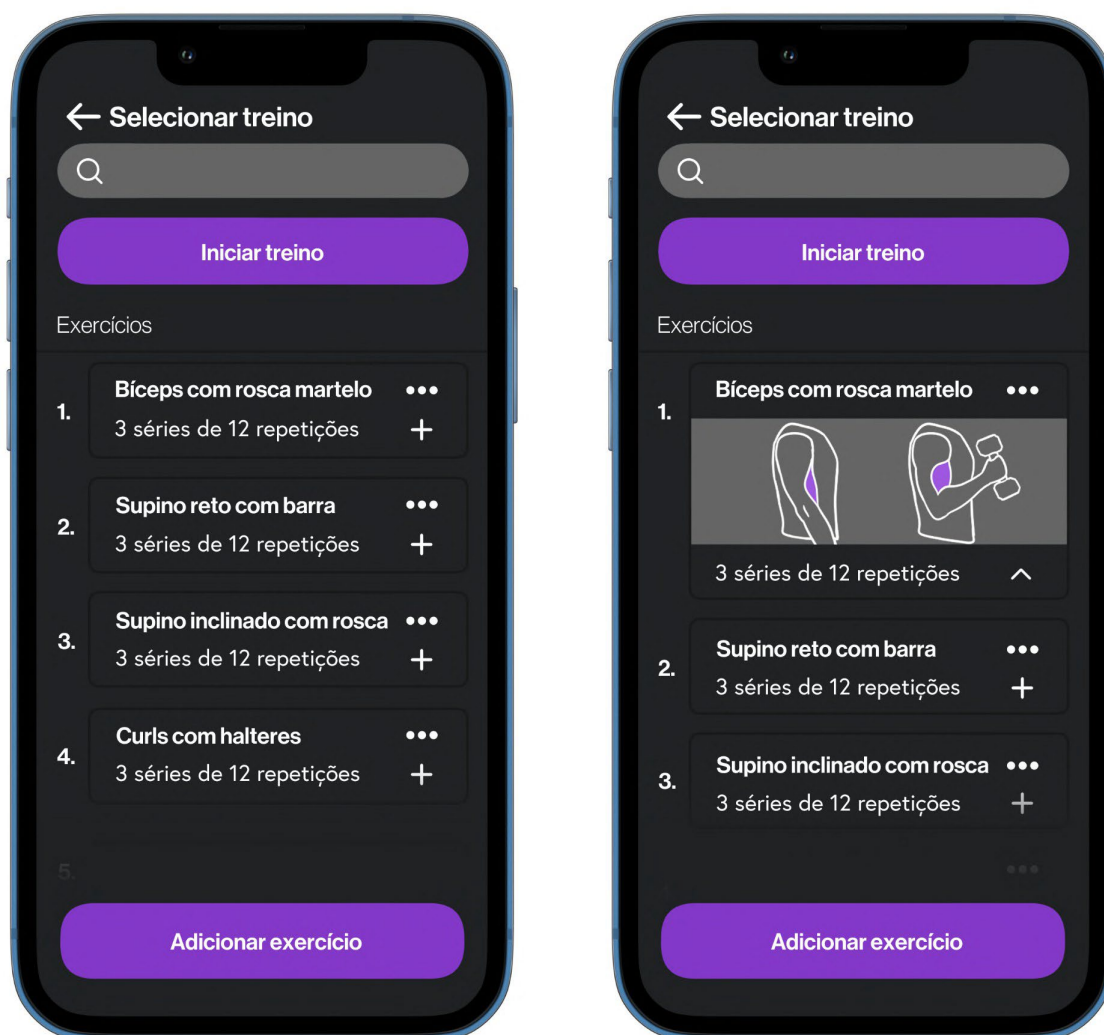 Selecionar treino
Iniciar treino
Exercícios
1.
Bíceps com rosca martelo
3 séries de 12 repetições
2.
Supino reto com barra
3 séries de 12 repetições
3.
Supino inclinado com rosca
3 séries de 12 repetições
4.
Curls com halteres
3 séries de 12 repetições
5.
Adicionar exercício
Selecionar treino
Iniciar treino
Exercícios
1.
Bíceps com rosca martelo
3 séries de 12 repetições
2.
Supino reto com barra
3 séries de 12 repetições
3.
Supino inclinado com rosca
3 séries de 12 repetições
Adicionar exercício